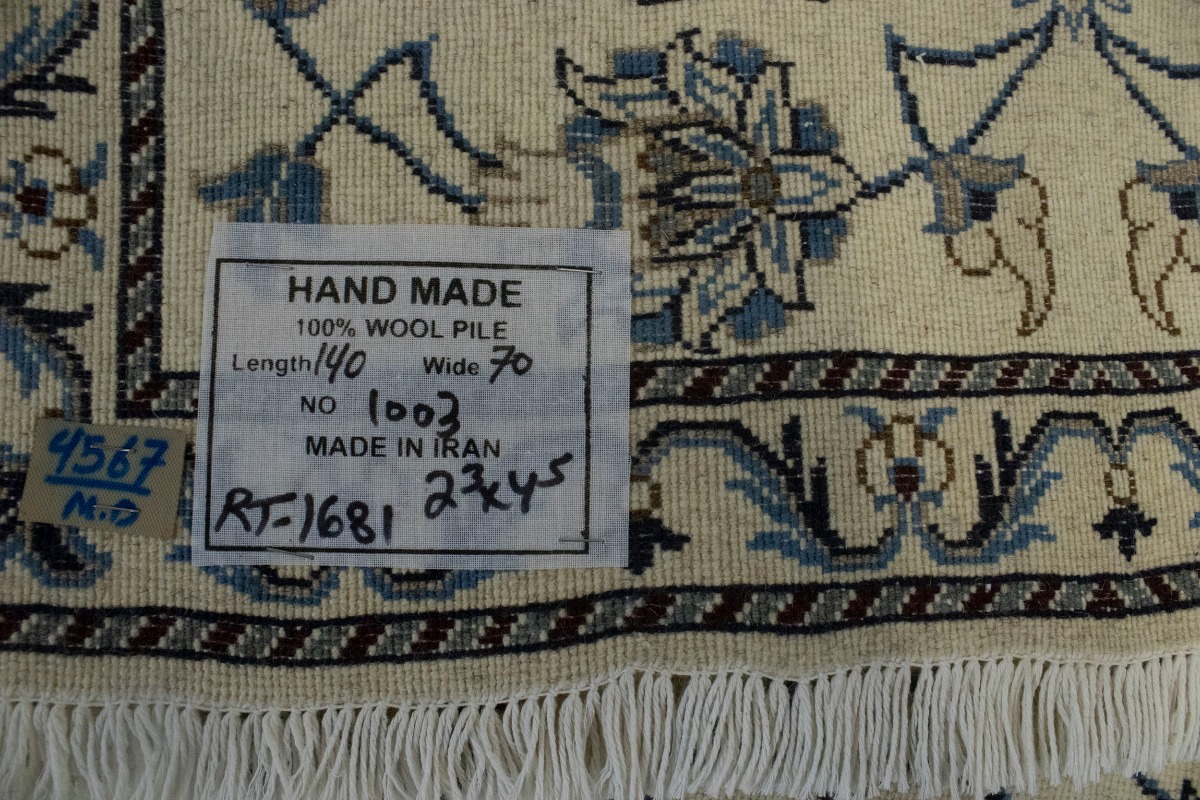 HAND MADE
100% WOOL PILE
Length 140 Wide 70
NO 1003
MADE IN IRAN
RT-1681 2³x4⁵
4567
N.D